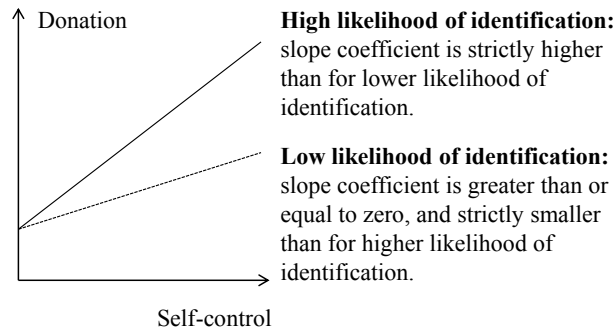 Donation
High likelihood of identification:
slope coefficient is strictly higher
than for lower likelihood of
identification.
Low likelihood of identification:
slope coefficient is greater than or
equal to zero, and strictly smaller
than for higher likelihood of
identification.
Self-control